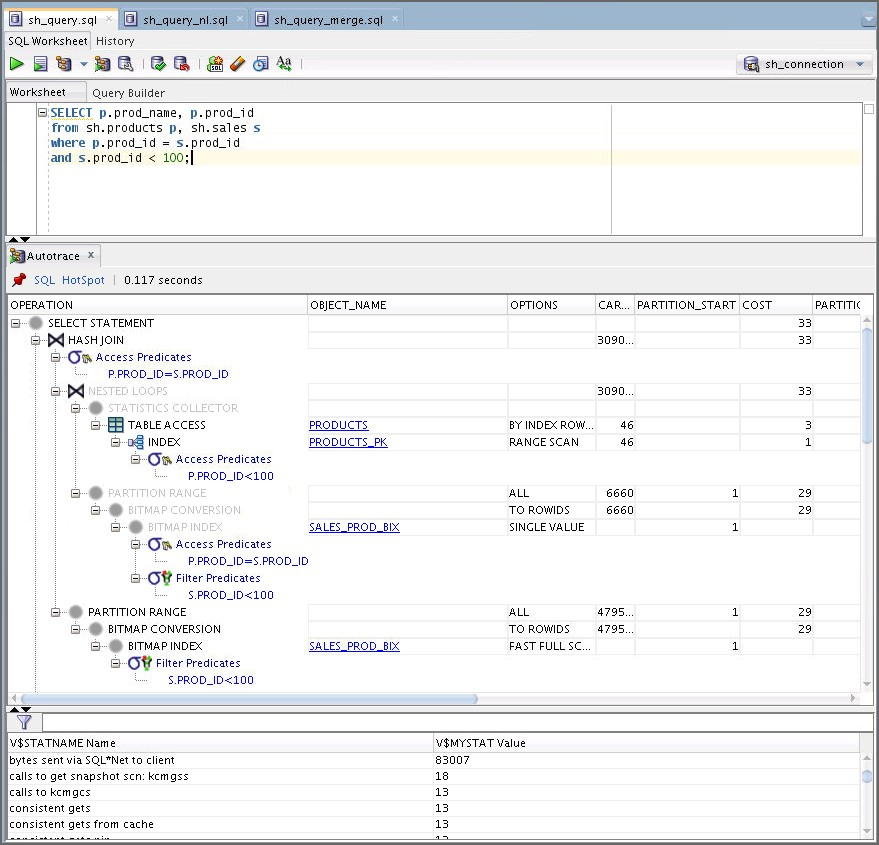 sh_query.sql sh_query_nl.sql sh_query_merge.sql
SQL Worksheet History
sh_connection
Worksheet Query Builder
SELECT p.prod_name, p.prod_id
from sh.products p, sh.sales s
where p.prod_id = s.prod_id
and s.prod_id < 100;
Autotrace
SQL HotSpot | 0.117 seconds
OPERATION OBJECT_NAME OPTIONS CAR... PARTITION_START COST PARTITIO
SELECT STATEMENT 33
HASH JOIN 3090... 33
Access Predicates
P.PROD_ID=S.PROD_ID
NESTED LOOPS 3090... 33
STATISTICS COLLECTOR
TABLE ACCESS PRODUCTS BY INDEX ROW... 46 3
INDEX PRODUCTS_PK RANGE SCAN 46 1
Access Predicates
P.PROD_ID<100
PARTITION RANGE ALL 6660 1 29
BITMAP CONVERSION TO ROWIDS 6660 29
BITMAP INDEX SALES_PROD_BIX SINGLE VALUE 1
Access Predicates
P.PROD_ID=S.PROD_ID
Filter Predicates
S.PROD_ID<100
PARTITION RANGE ALL 4795... 1 29
BITMAP CONVERSION TO ROWIDS 4795... 29
BITMAP INDEX SALES_PROD_BIX FAST FULL SC... 1
Filter Predicates
S.PROD_ID<100
V$STATNAME Name V$MYSTAT Value
bytes sent via SQL*Net to client 83007
calls to get snapshot scn: kcmgss 18
calls to kcmgcs 13
consistent gets 13
consistent gets from cache 13